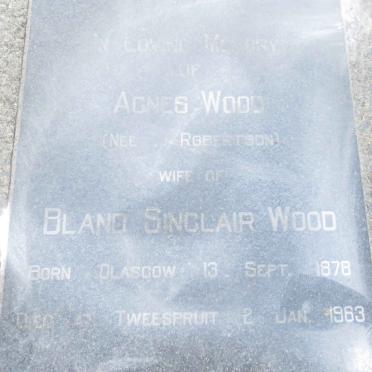 IN LOVING MEMORY
OF
AGNES WOOD
(NEE ROBERTSON)
WIFE OF
BLAND SINCLAIR WOOD
BORN GLASGOW 13 SEPT. 1878
DIED AT TWEESPRUIT 2 JAN. 1963